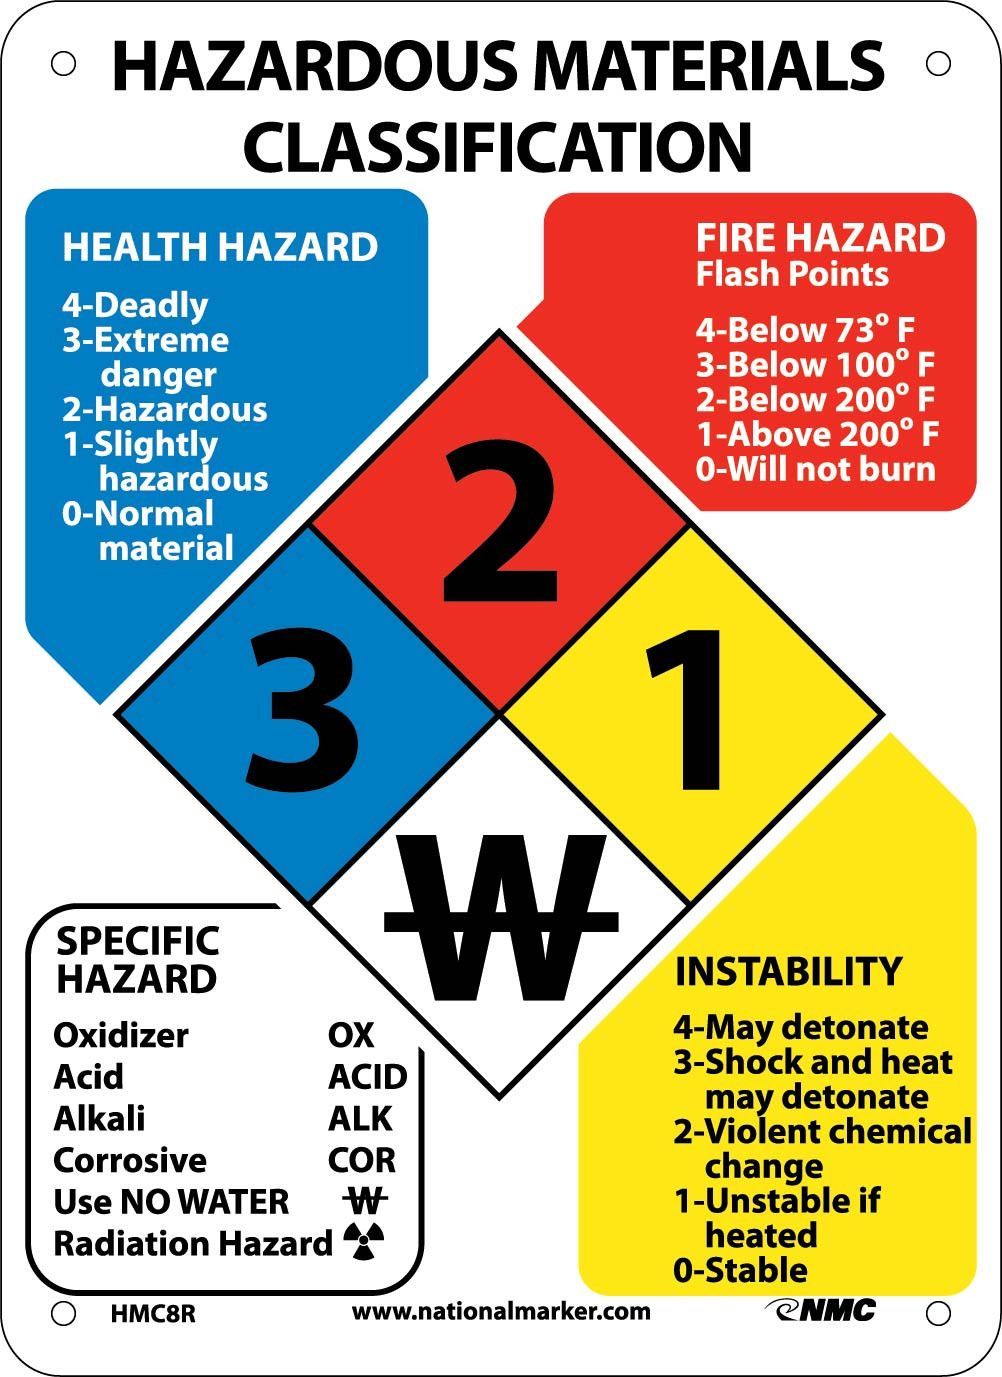 HAZARDOUS MATERIALS
CLASSIFICATION
HEALTH HAZARD
4-Deadly
3-Extreme
danger
2-Hazardous
1-Slightly
hazardous
0-Normal
material
FIRE HAZARD
Flash Points
4-Below 73° F
3-Below 100° F
2-Below 200° F
1-Above 200° F
0-Will not burn
2
3
1
W
SPECIFIC
HAZARD
Oxidizer OX
Acid ACID
Alkali ALK
Corrosive COR
Use NO WATER W
Radiation Hazard
INSTABILITY
4-May detonate
3-Shock and heat
may detonate
2-Violent chemical
change
1-Unstable if
heated
0-Stable
HMC8R
www.nationalmarker.com
NMC